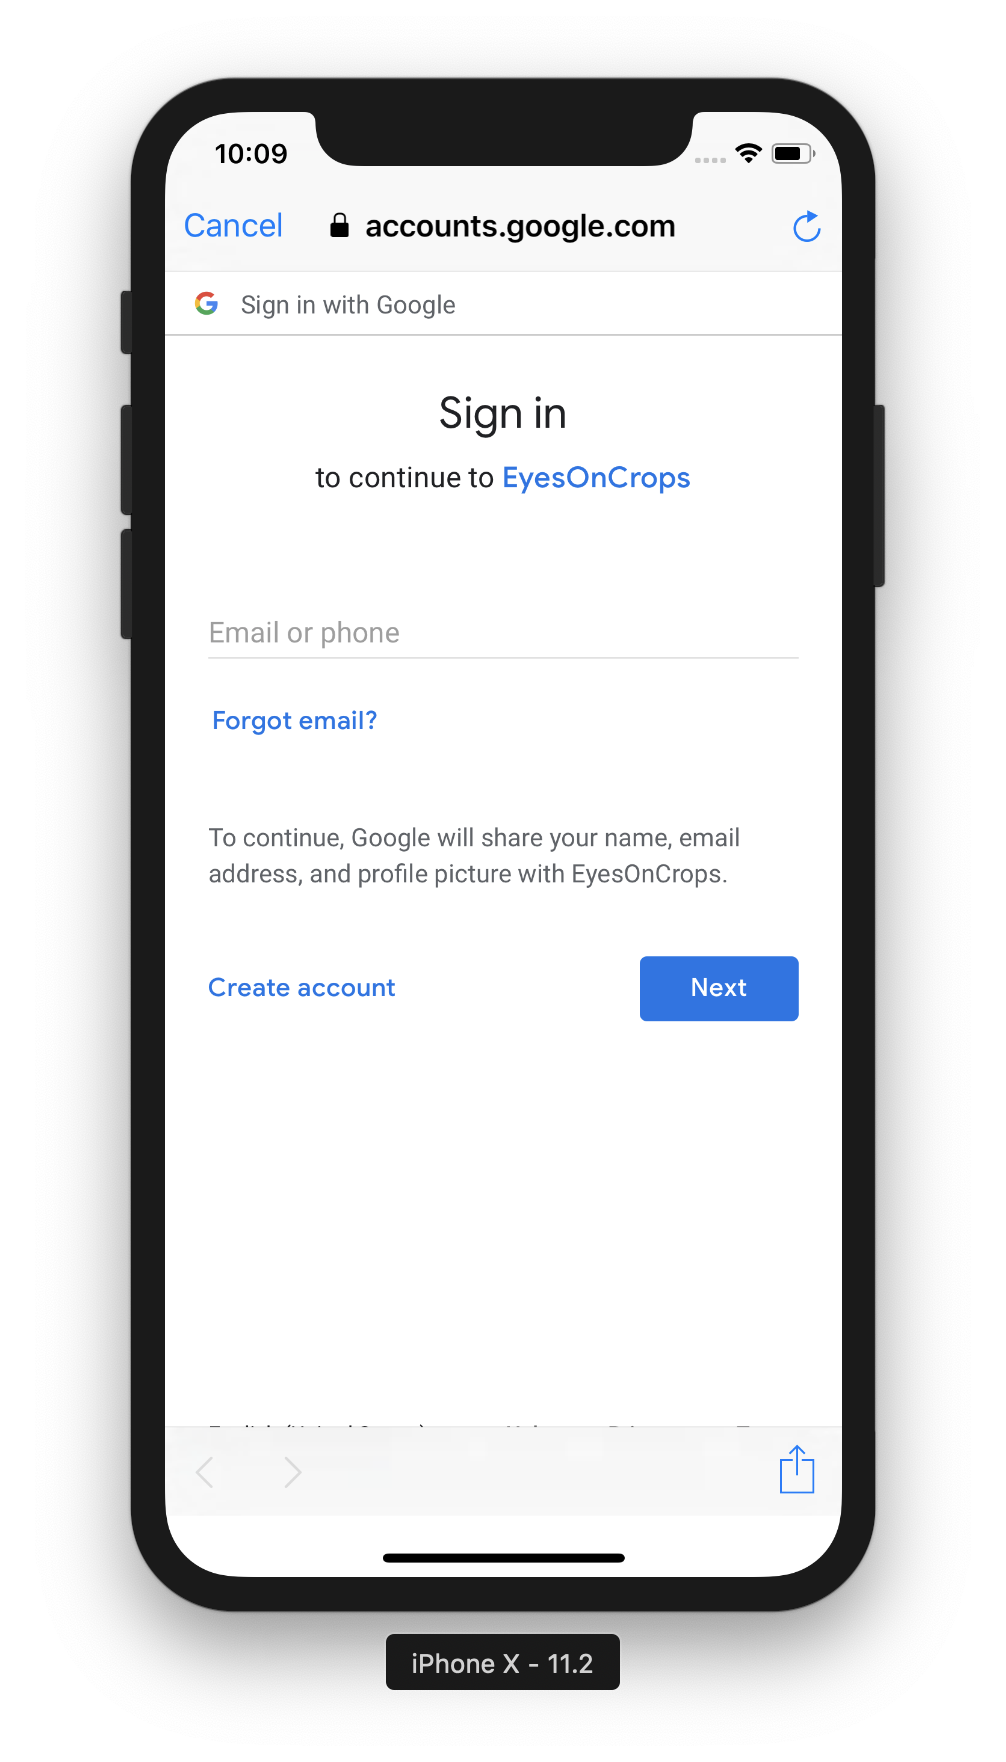 10:09
Cancel accounts.google.com
Sign in with Google
Sign in
to continue to EyesOnCrops
Email or phone
Forgot email?
To continue, Google will share your name, email
address, and profile picture with EyesOnCrops.
Create account Next
iPhone X - 11.2